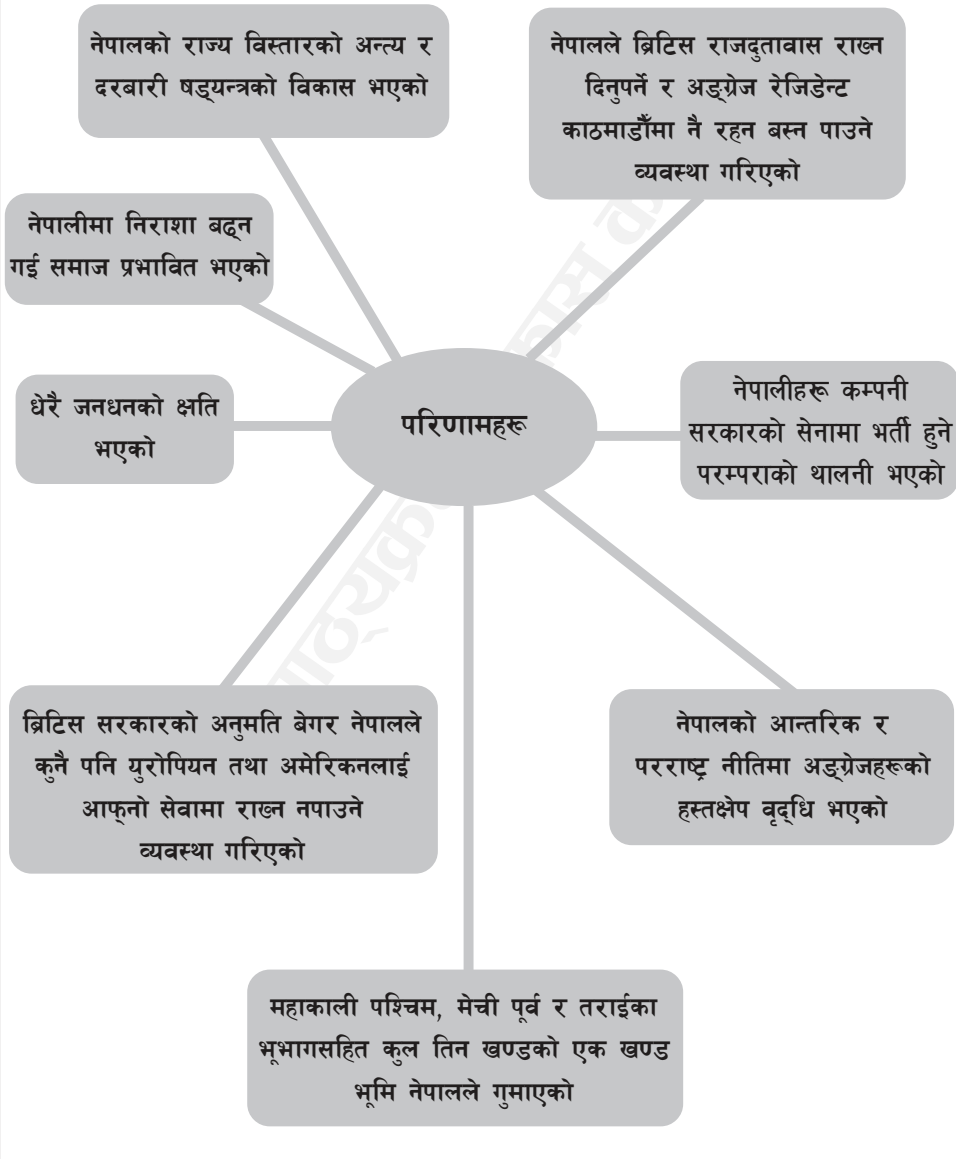 नेपालको राज्य विस्तारको अन्त्य र
दरबारी षड्यन्त्रको विकास भएको
नेपालले ब्रिटिस राजदुतावास राख्न
दिनुपर्ने र अङ्ग्रेज रेजिडेन्ट
काठमाडौँमा नै रहन बस्न पाउने
व्यवस्था गरिएको
नेपालीमा निराशा बढ्न
गई समाज प्रभावित भएको
धेरै जनधनको क्षति
भएको
परिणामहरू
नेपालीहरू कम्पनी
सरकारको सेनामा भर्ती हुने
परम्पराको थालनी भएको
ब्रिटिस सरकारको अनुमति बेगर नेपालले
कुनै पनि युरोपियन तथा अमेरिकनलाई
आफ्नो सेवामा राख्न नपाउने
व्यवस्था गरिएको
नेपालको आन्तरिक र
परराष्ट्र नीतिमा अङ्ग्रेजहरूको
हस्तक्षेप वृद्धि भएको
महाकाली पश्चिम, मेची पूर्व र तराईका
भूभागसहित कुल तिन खण्डको एक खण्ड
भूमि नेपालले गुमाएको